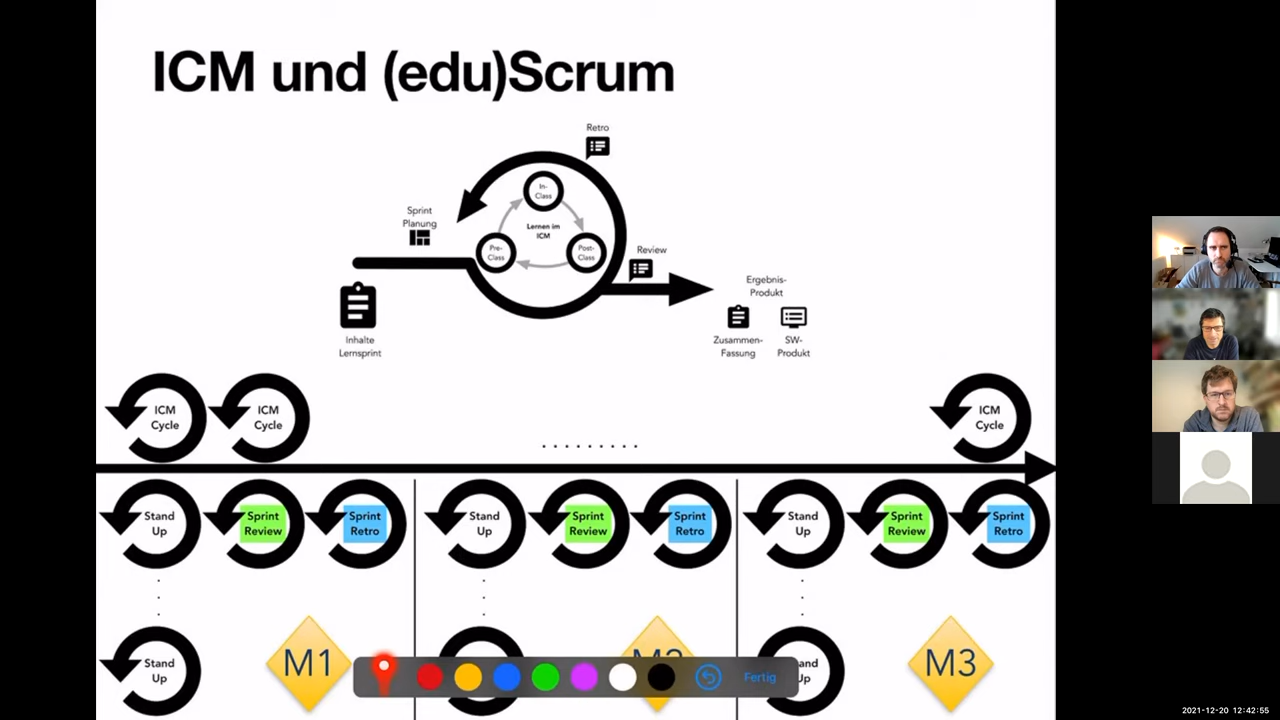 ICM und (edu)Scrum
Retro
In-
Class
Sprint
Planung
Lernen im
ICM
Pre-
Class
Post-
Class
Review
Ergebnis-
Produkt
Inhalte
Lernsprint
Zusammen-
Fassung
SW-
Produkt
ICM
Cycle
ICM
Cycle
.........
ICM
Cycle
Stand
Up
Sprint
Review
Sprint
Retro
Stand
Up
Sprint
Review
Sprint
Retro
Stand
Up
Sprint
Review
Sprint
Retro
Stand
Up
M1
M2
and
Up
M3
Fertig
2021-12-20 12:42:55